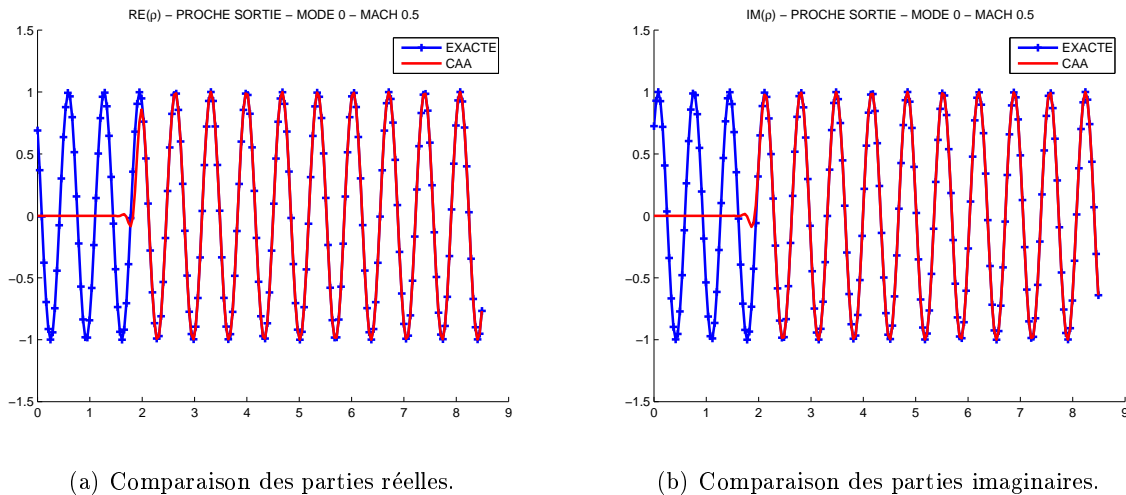 RE(ρ) – PROCHE SORTIE – MODE 0 – MACH 0.5
1.5
1
0.5
0
−0.5
−1
−1.5
0 1 2 3 4 5 6 7 8 9
EXACTE
CAA
(a) Comparaison des parties réelles.
IM(ρ) – PROCHE SORTIE – MODE 0 – MACH 0.5
1.5
1
0.5
0
−0.5
−1
−1.5
0 1 2 3 4 5 6 7 8 9
EXACTE
CAA
(b) Comparaison des parties imaginaires.